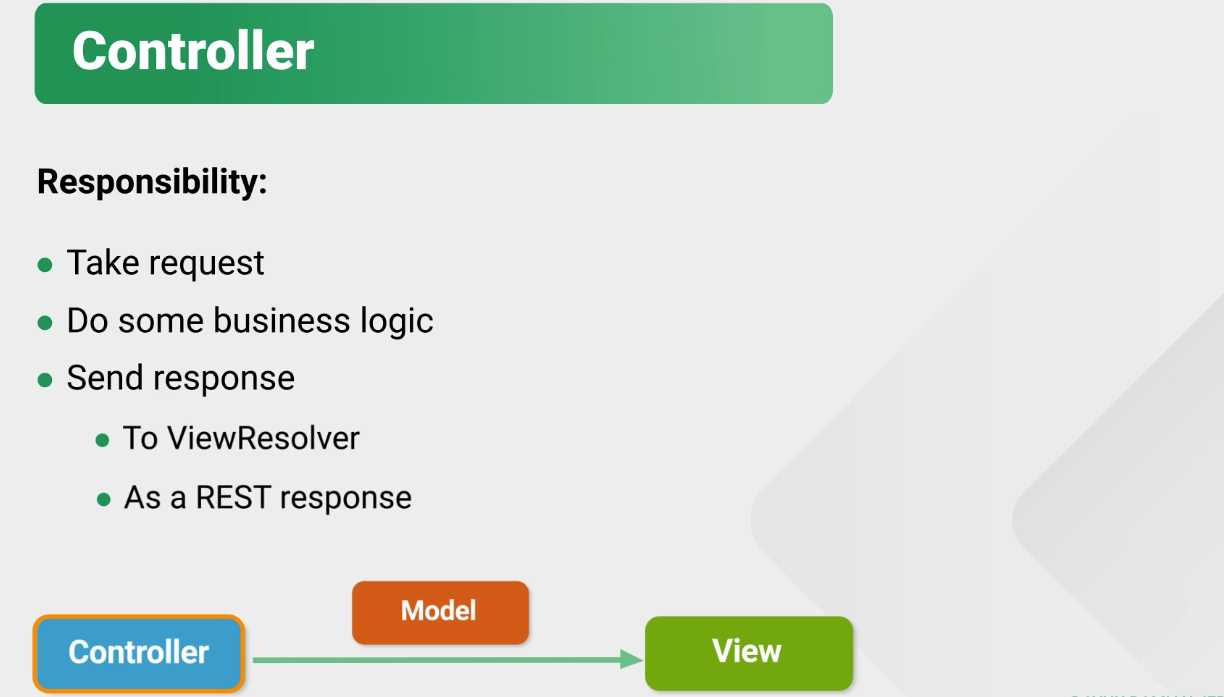 Controller
Responsibility:
Take request
Do some business logic
Send response
To ViewResolver
As a REST response
Model
Controller
View